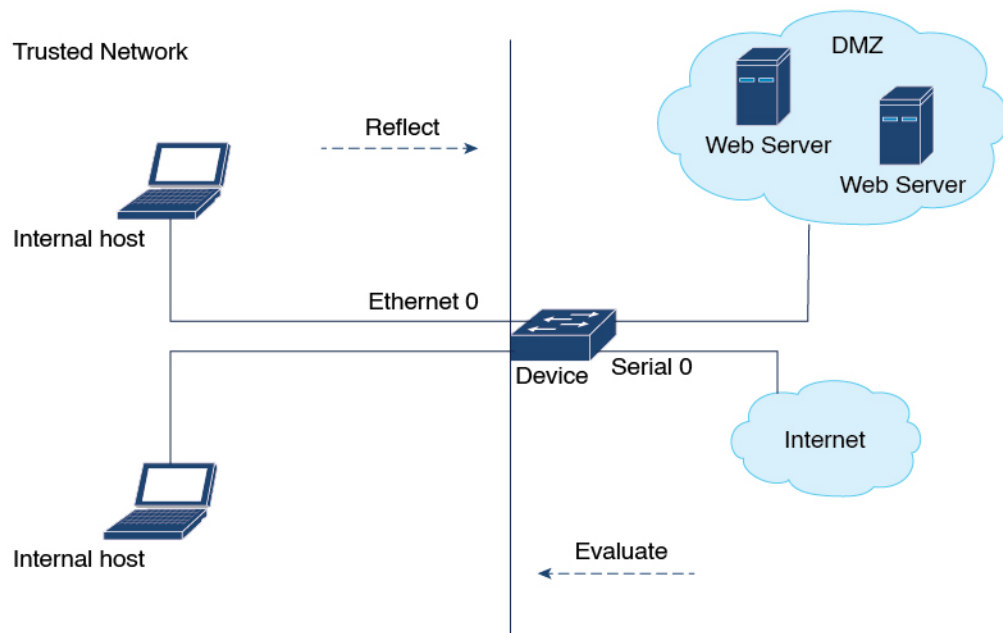 Trusted Network
DMZ
Reflect
Web Server
Web Server
Internal host
Ethernet 0
Device
Serial 0
Internet
Internal host
Evaluate